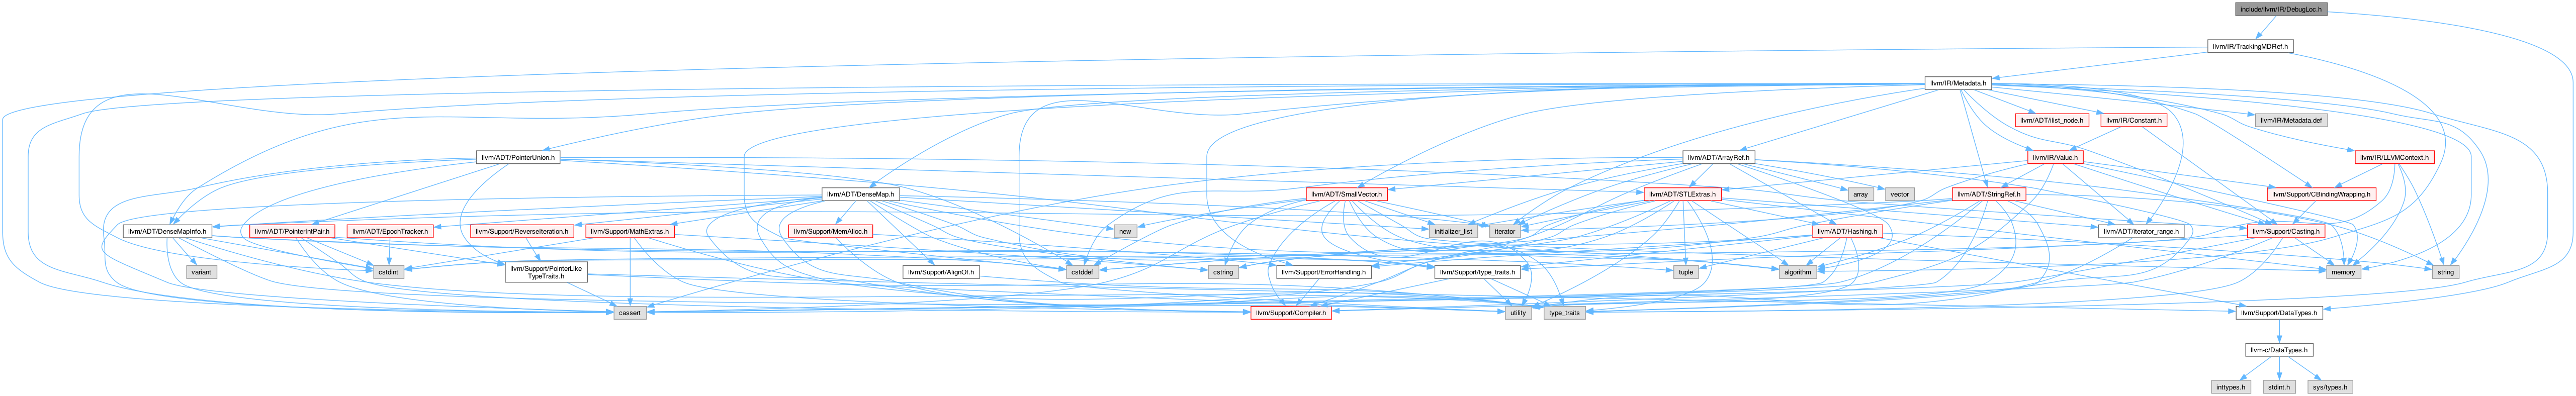 include/llvm/IR/DebugLoc.h
llvm/IR/TrackingMDRef.h
llvm/IR/Metadata.h
llvm/ADT/ilist_node.h
llvm/IR/Constant.h
llvm/IR/Metadata.def
llvm/ADT/PointerUnion.h
llvm/ADT/ArrayRef.h
llvm/IR/Value.h
llvm/IR/LLVMContext.h
llvm/ADT/DenseMap.h
llvm/ADT/SmallVector.h
llvm/ADT/STLExtras.h
array
vector
llvm/ADT/StringRef.h
llvm/Support/CBindingWrapping.h
llvm/ADT/DenseMapInfo.h
llvm/ADT/PointerIntPair.h
llvm/ADT/EpochTracker.h
llvm/Support/ReverseIteration.h
llvm/Support/MathExtras.h
llvm/Support/MemAlloc.h
new
initializer_list
iterator
llvm/ADT/Hashing.h
llvm/ADT/iterator_range.h
llvm/Support/Casting.h
variant
cstdint
llvm/Support/PointerLike
TypeTraits.h
llvm/Support/AlignOf.h
cstddef
cstring
llvm/Support/ErrorHandling.h
llvm/Support/type_traits.h
tuple
algorithm
memory
string
cassert
llvm/Support/Compiler.h
utility
type_traits
llvm/Support/DataTypes.h
llvm-c/DataTypes.h
inttypes.h
stdint.h
sys/types.h